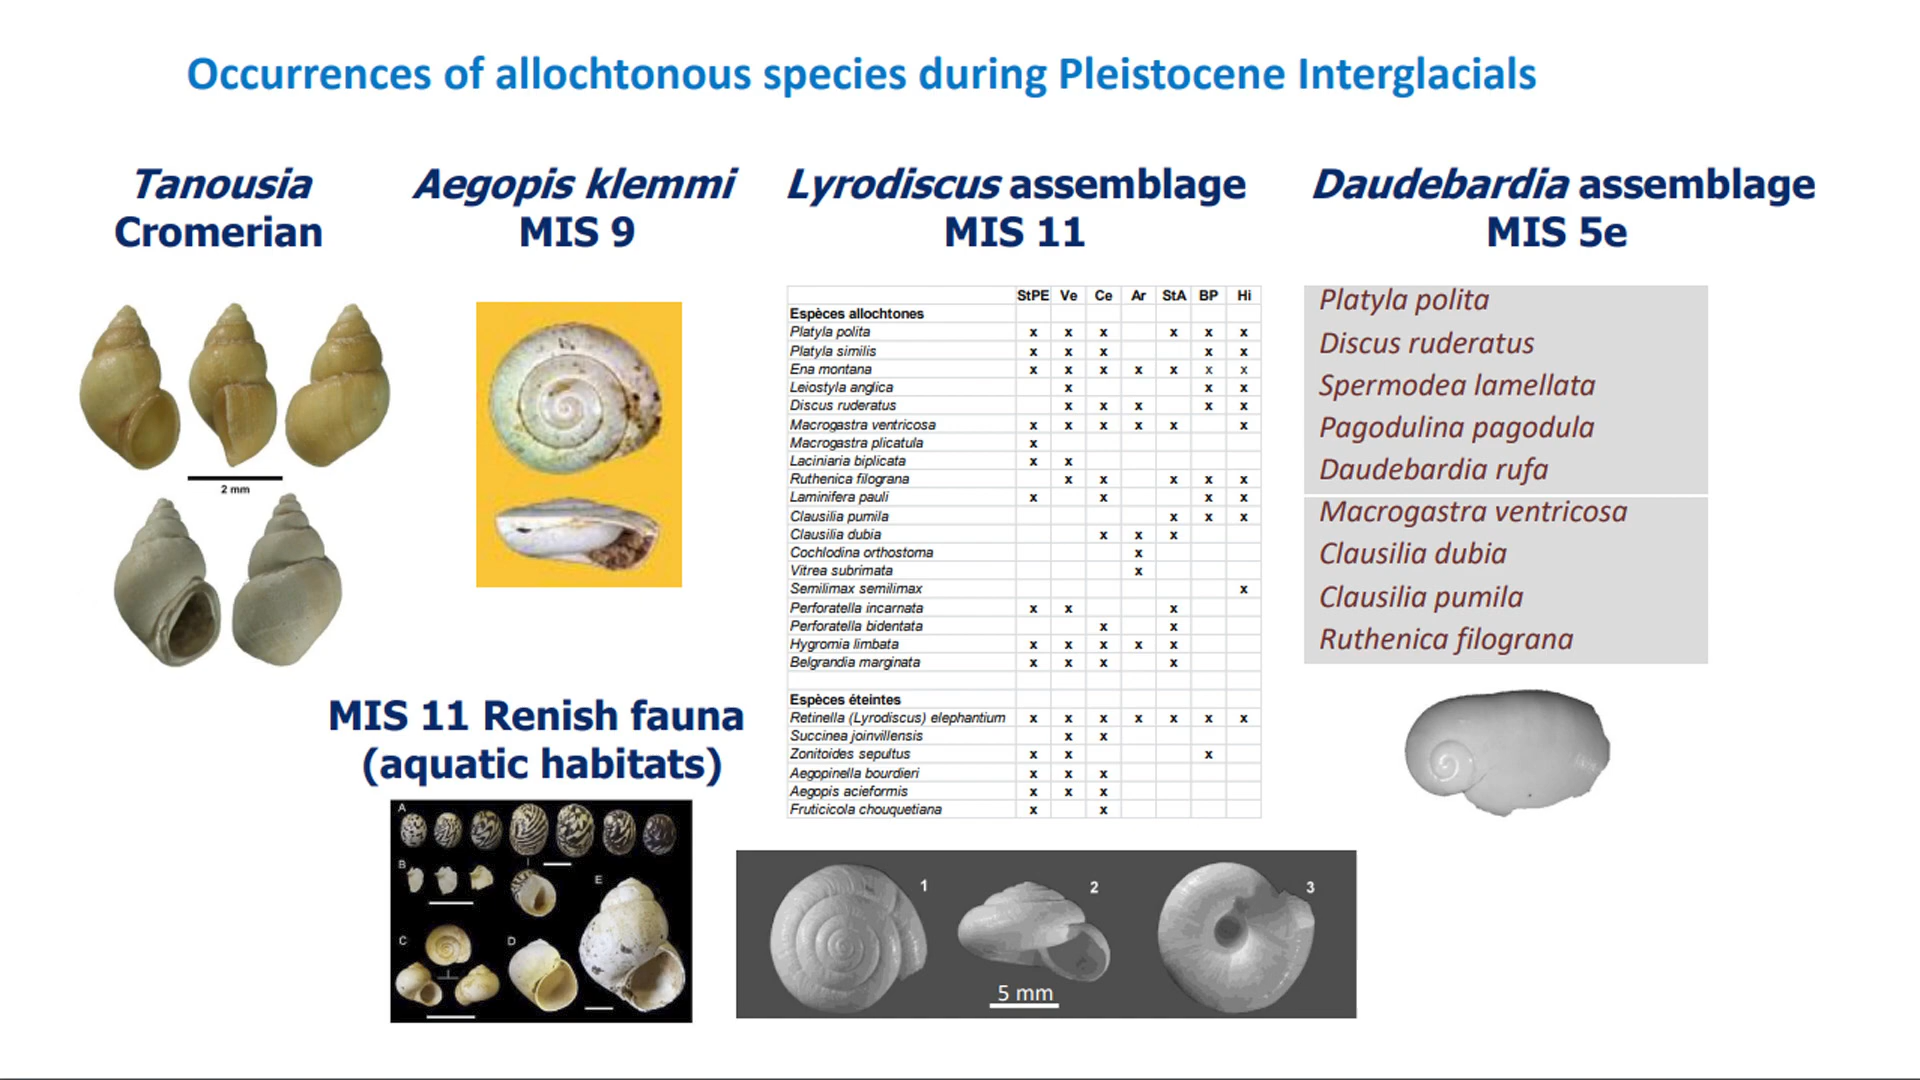 Occurrences of allochtonous species during Pleistocene Interglacials
Tanousia
Cromerian
2 mm
Aegopis klemmi
MIS 9
MIS 11 Renish fauna
(aquatic habitats)
A
B
E
C
D
Lyrodiscus assemblage
MIS 11
StPE Ve Ce Ar StA BP Hi
Espèces allochtones
Platyla polita x x x x x x
Platyla similis x x x x x
Ena montana x x x x x x x
Leiostyla anglica x x x
Discus ruderatus x x x x x
Macrogastra ventricosa x x x x x x
Macrogastra plicatula x
Laciniaria biplicata x x
Ruthenica filograna x x x x x
Laminifera pauli x x x x
Clausilia pumila x x x
Clausilia dubia x x x
Cochlodina orthostoma x
Vitrea subrimata x
Semilimax semilimax x
Perforatella incarnata x x x
Perforatella bidentata x x
Hygromia limbata x x x x x
Belgrandia marginata x x x x
Espèces éteintes
Retinella (Lyrodiscus) elephantium x x x x x x x
Succinea joinvillensis x x
Zonitoides sepultus x x x
Aegopinella bourdieri x x x
Aegopis acieformis x x x
Fruticicola chouquetiana x x
1
2
3
5 mm
Daudebardia assemblage
MIS 5e
Platyla polita
Discus ruderatus
Spermodea lamellata
Pagodulina pagodula
Daudebardia rufa
Macrogastra ventricosa
Clausilia dubia
Clausilia pumila
Ruthenica filograna